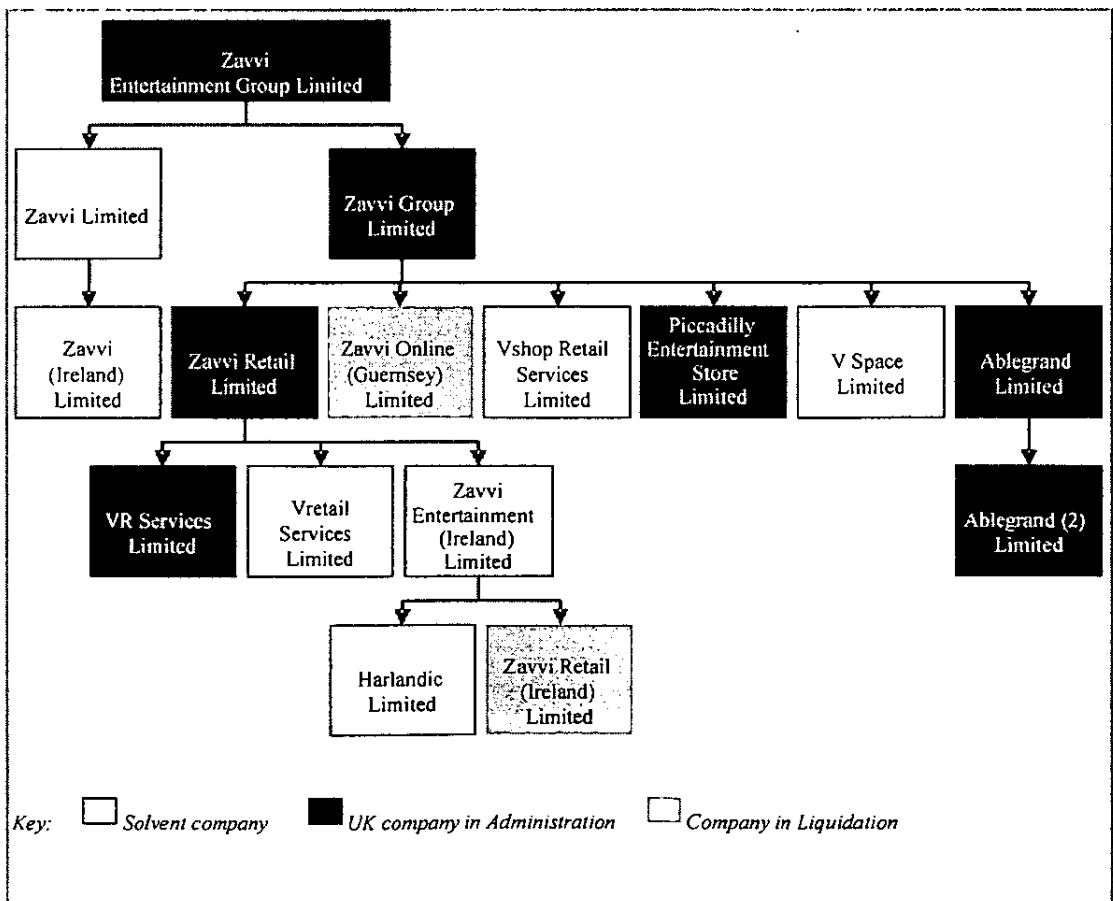 Zavvi
Entertainment Group Limited
Zavvi Limited
Zavvi Group
Limited
Zavvi
(Ireland)
Limited
Zavvi Retail
Limited
Zavvi Online
(Guernsey)
Limited
Vshop Retail
Services
Limited
Piccadilly
Entertainment
Store
Limited
V Space
Limited
Ablegrand
Limited
VR Services
Limited
Vretail
Services
Limited
Zavvi
Entertainment
(Ireland)
Limited
Ablegrand (2)
Limited
Harlandic
Limited
Zavvi Retail
(Ireland)
Limited
Key: Solvent company UK company in Administration Company in Liquidation